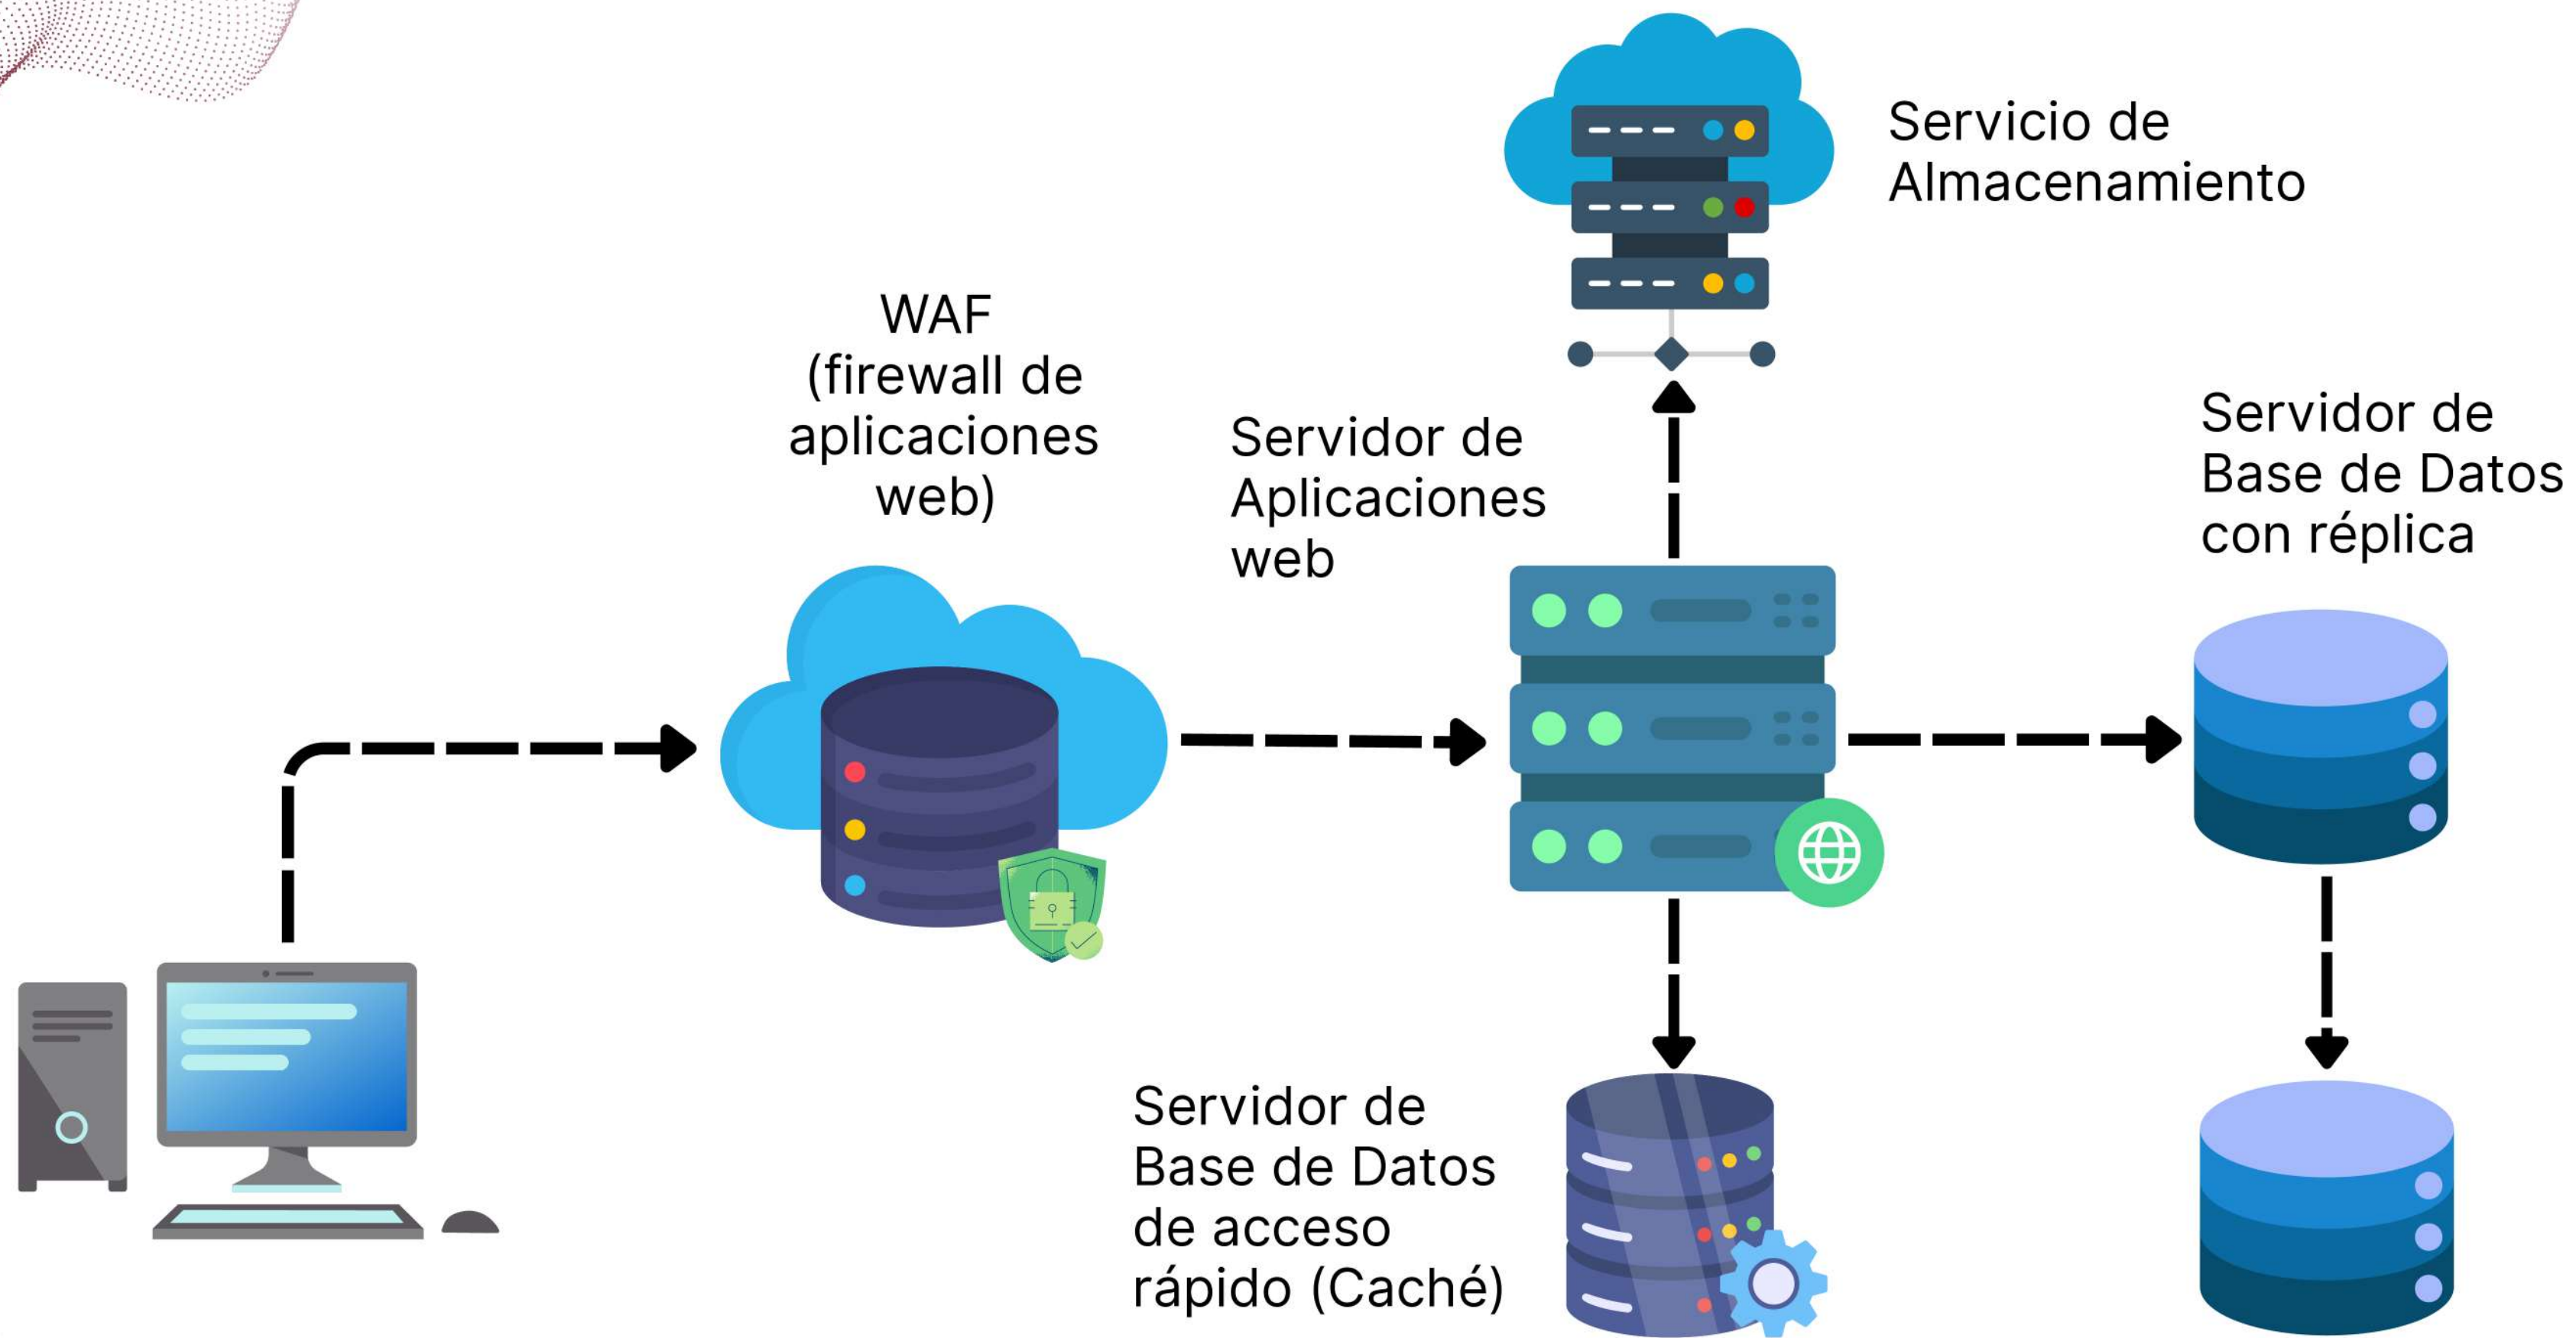 Servicio de
Almacenamiento
WAF
(firewall de
aplicaciones
web)
Servidor de
Aplicaciones
web
Servidor de
Base de Datos
con réplica
Servidor de
Base de Datos
de acceso
rápido (Caché)